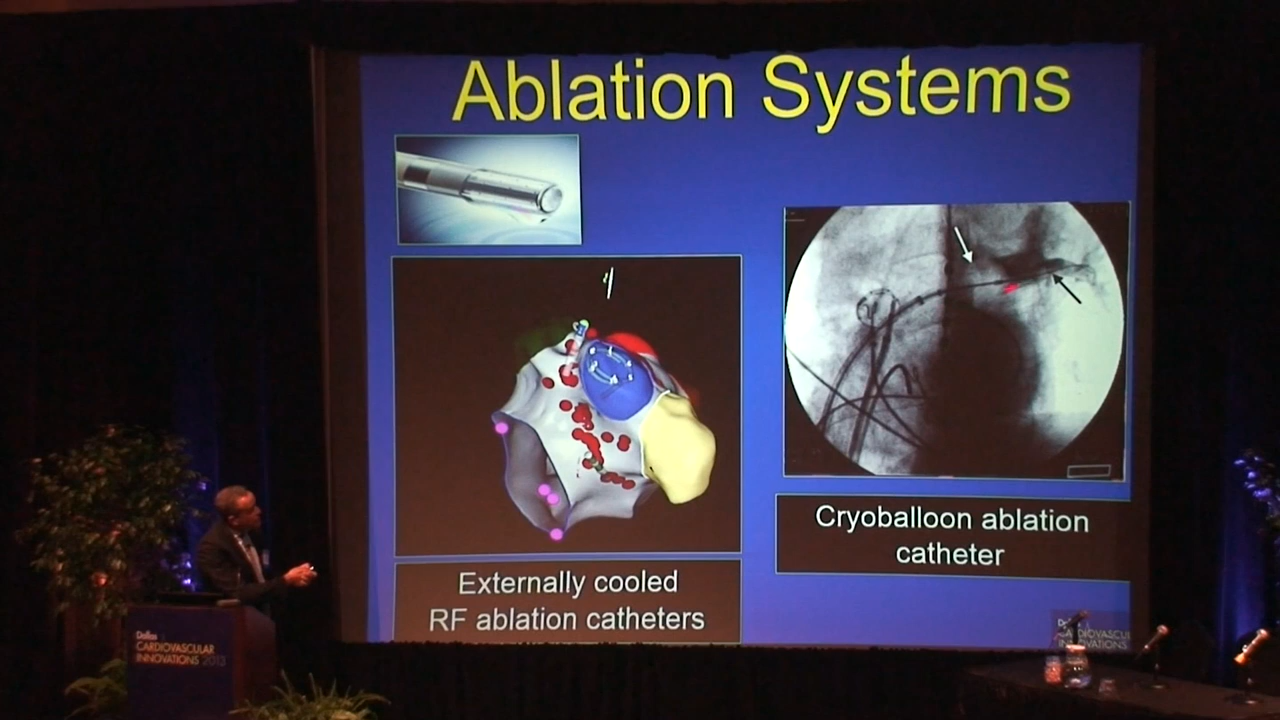 Ablation Systems
Externally cooled
RF ablation catheters
Cryoballoon ablation
catheter
Dallas
CARDIOVASCULAR
INNOVATIONS 2013